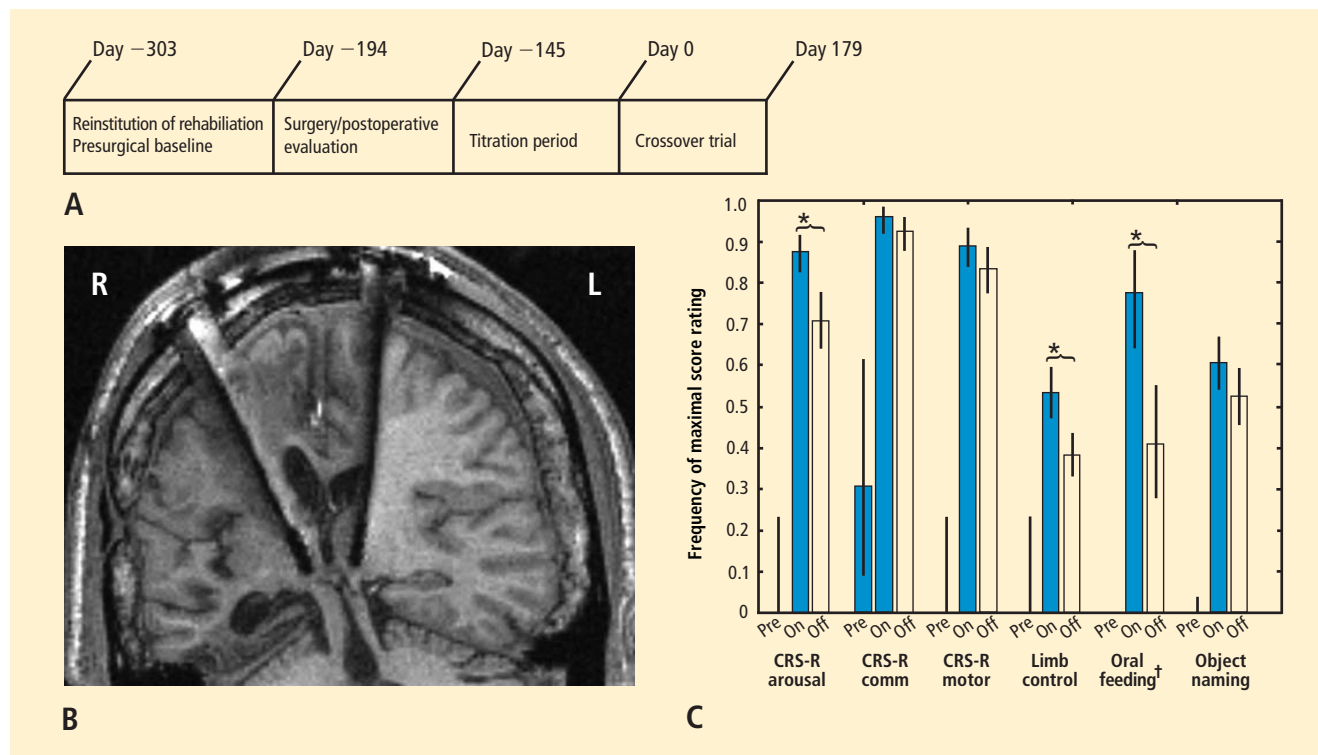 Day −303
Day −194
Day −145
Day 0
Day 179
Reinstitution of rehabiliation
Presurgical baseline
Surgery/postoperative
evaluation
Titration period
Crossover trial
A
R
L
B
Frequency of maximal score rating
1.0
0.9
0.8
0.7
0.6
0.5
0.4
0.3
0.2
0.1
0
*
*
*
Pre On Off
Pre On Off
Pre On Off
Pre On Off
Pre On Off
Pre On Off
CRS-R
arousal
CRS-R
comm
CRS-R
motor
Limb
control
Oral
feeding†
Object
naming
C